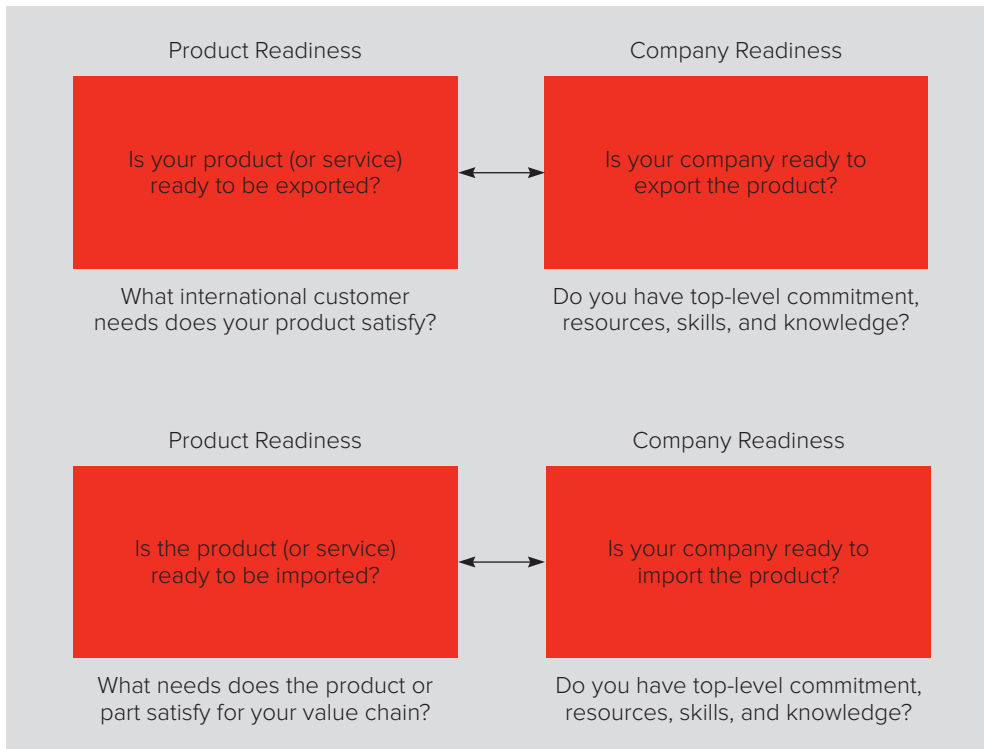 Product Readiness
Company Readiness
Is your product (or service)
ready to be exported?
Is your company ready to
export the product?
What international customer
needs does your product satisfy?
Do you have top-level commitment,
resources, skills, and knowledge?
Product Readiness
Company Readiness
Is the product (or service)
ready to be imported?
Is your company ready to
import the product?
What needs does the product or
part satisfy for your value chain?
Do you have top-level commitment,
resources, skills, and knowledge?